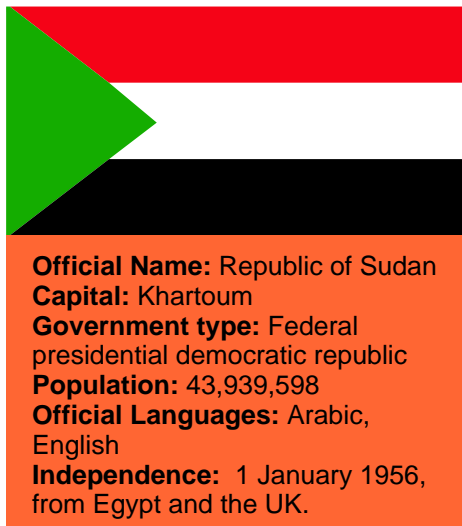 Official Name: Republic of Sudan
Capital: Khartoum
Government type: Federal
presidential democratic republic
Population: 43,939,598
Official Languages: Arabic,
English
Independence:  1 January 1956,
from Egypt and the UK.